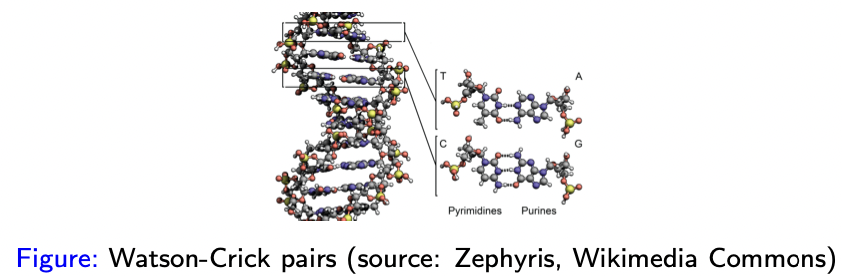 T A
C G
Pyrimidines Purines
Figure: Watson-Crick pairs (source: Zephyris, Wikimedia Commons)